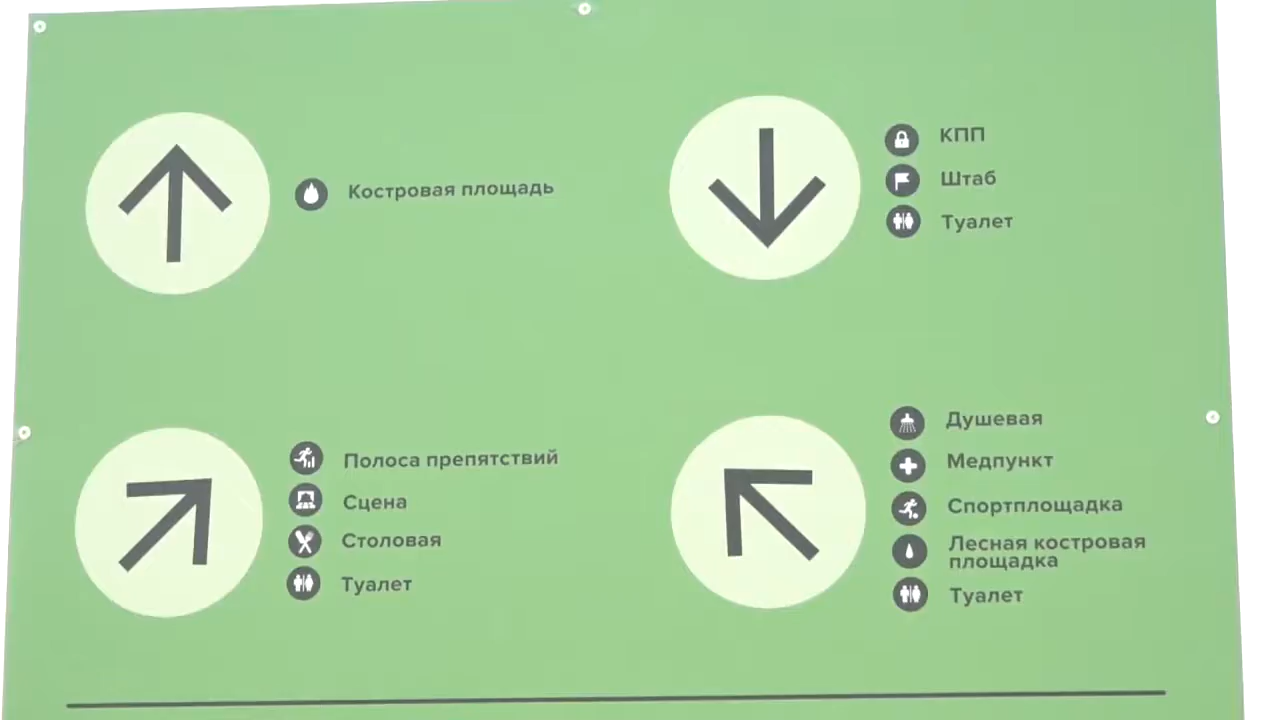 Костровая площадь
КПП
Штаб
Туалет
Полоса препятствий
Сцена
Столовая
Туалет
Душевая
Медпункт
Спортплощадка
Лесная костровая
площадка
Туалет